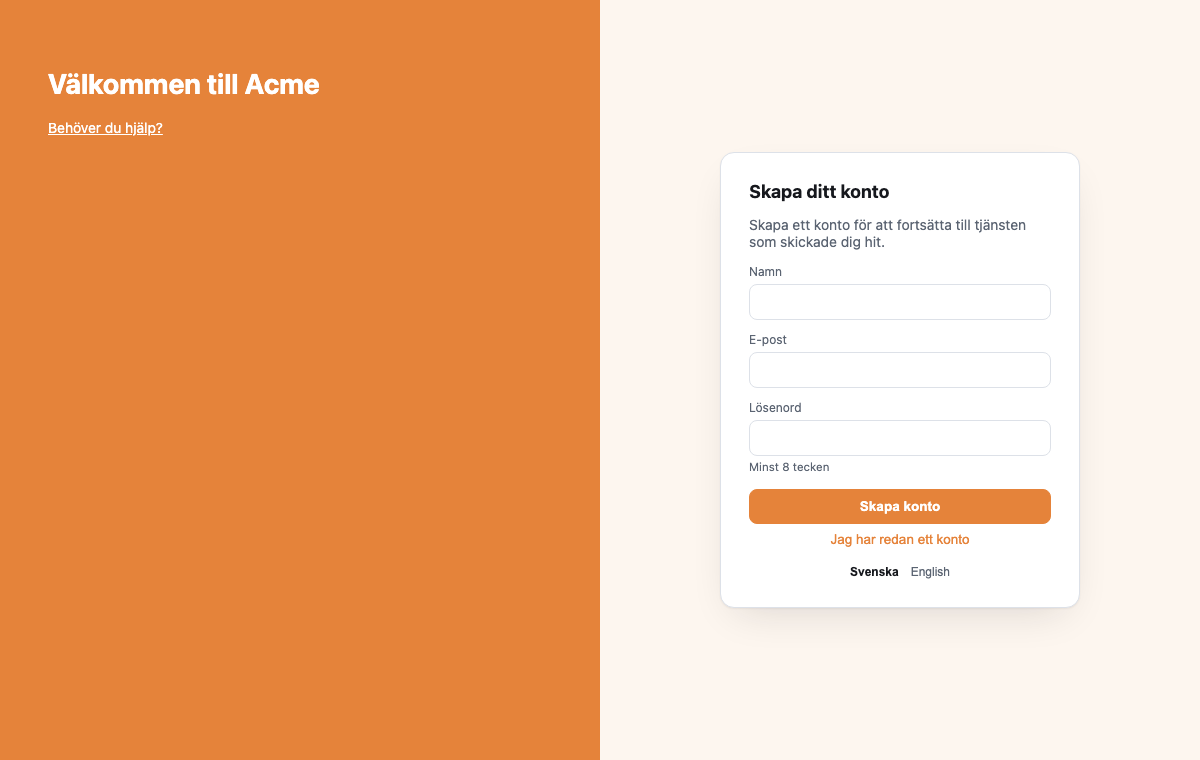 Välkommen till Acme
Behöver du hjälp?
Skapa ditt konto
Skapa ett konto för att fortsätta till tjänsten
som skickade dig hit.
Namn
E-post
Lösenord
Minst 8 tecken
Skapa konto
Jag har redan ett konto
Svenska English